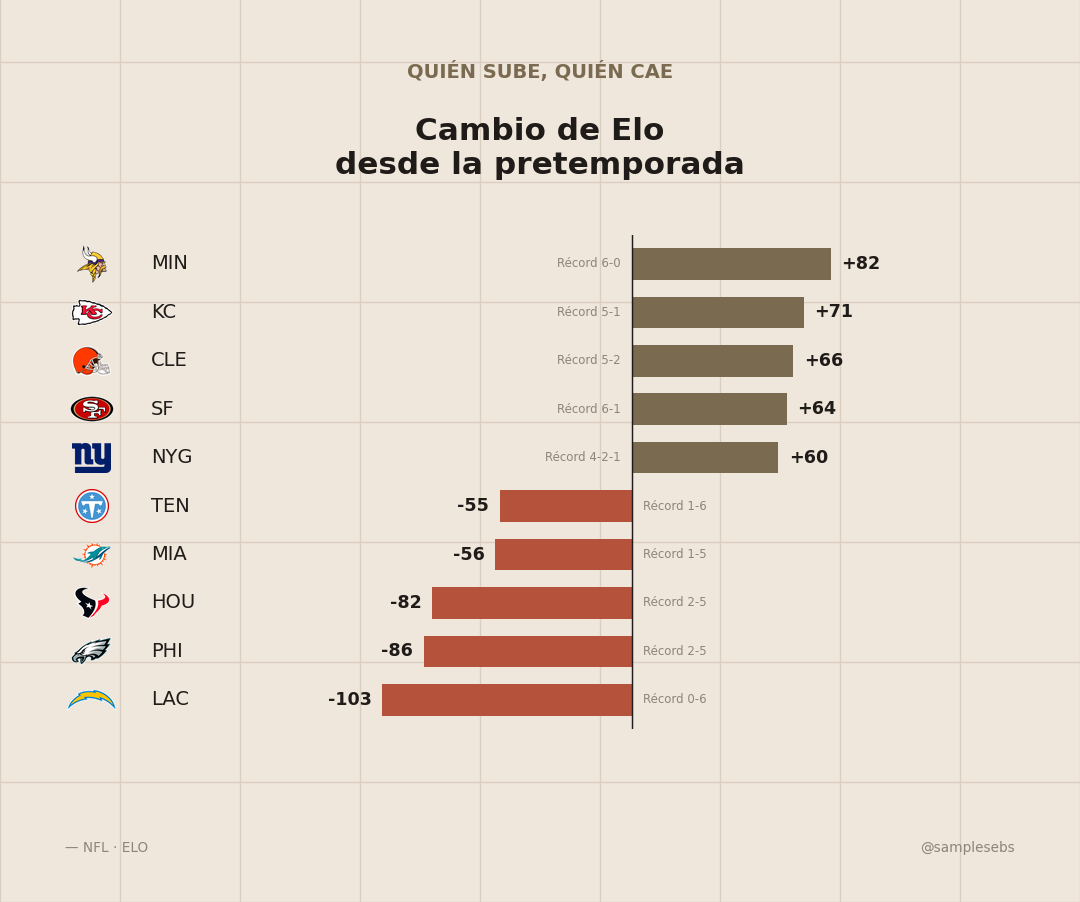 QUIÉN SUBE, QUIÉN CAE
Cambio de Elo
desde la pretemporada
MIN Récord 6-0 +82
KC Récord 5-1 +71
CLE Récord 5-2 +66
SF Récord 6-1 +64
NYG Récord 4-2-1 +60
TEN -55 Récord 1-6
MIA -56 Récord 1-5
HOU -82 Récord 2-5
PHI -86 Récord 2-5
LAC -103 Récord 0-6
— NFL · ELO @samplesebs